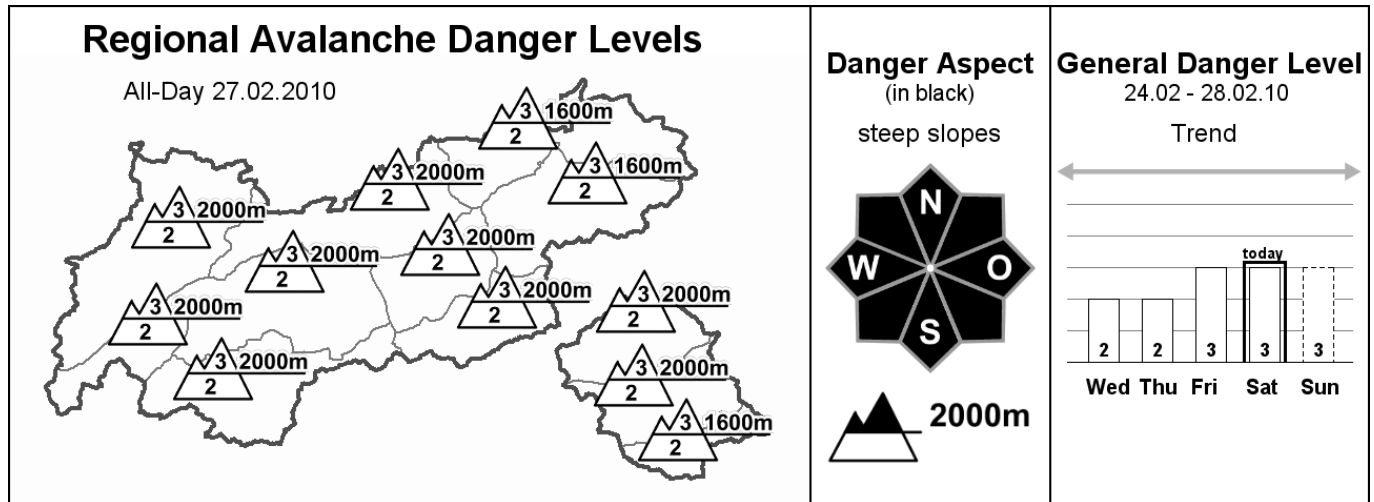 Regional Avalanche Danger Levels
All-Day 27.02.2010
3 1600m
2
3 1600m
2
3 2000m
2
3 2000m
2
3 2000m
2
3 2000m
2
3 2000m
2
3 2000m
2
3 2000m
2
3 2000m
2
3 2000m
2
3 1600m
2
Danger Aspect
(in black)
steep slopes
N
W O
S
2000m
General Danger Level
24.02 - 28.02.10
Trend
today
2 2 3 3 3
Wed Thu Fri Sat Sun